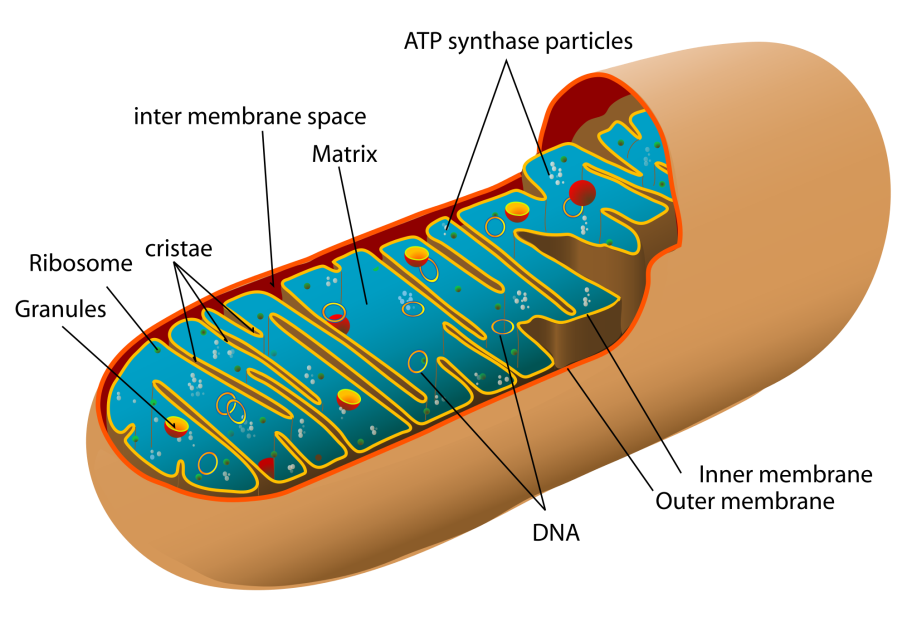 ATP synthase particles
inter membrane space
Matrix
cristae
Ribosome
Granules
Inner membrane
Outer membrane
DNA